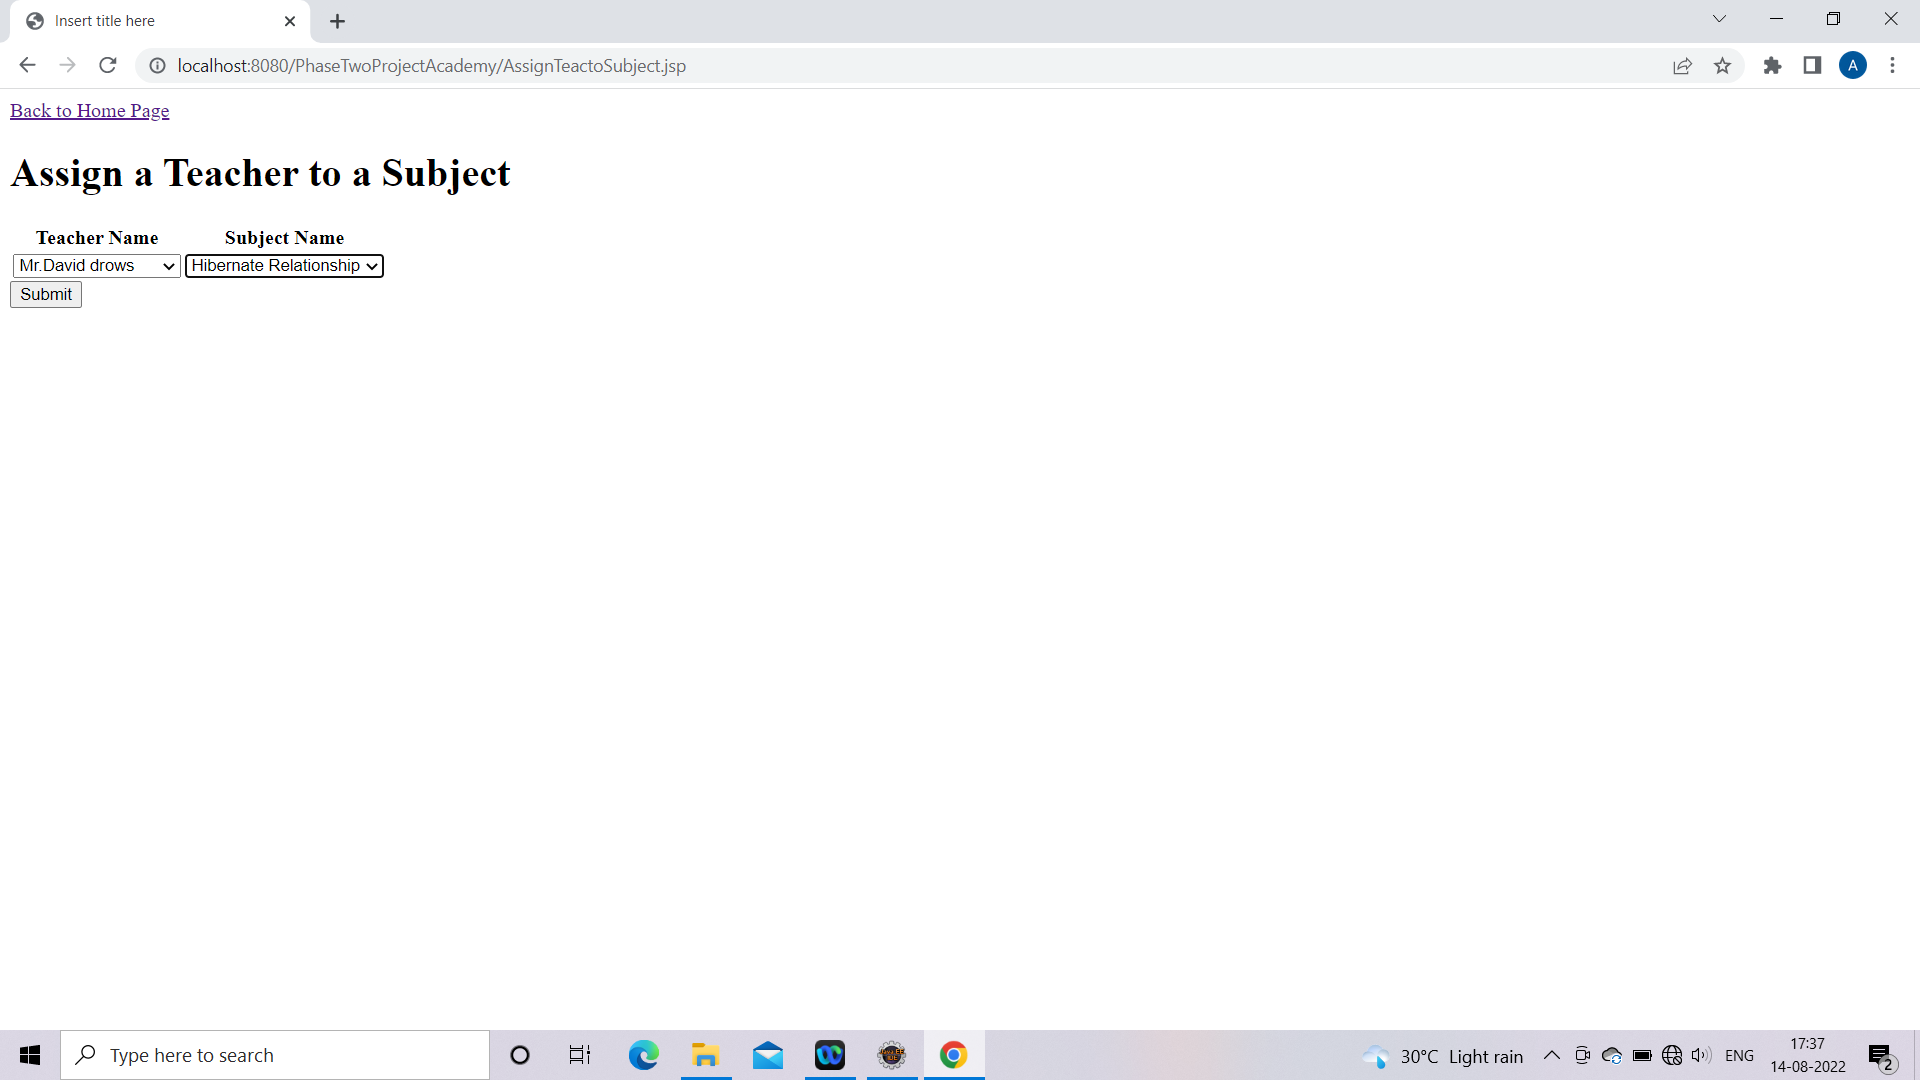 Insert title here
localhost:8080/PhaseTwoProjectAcademy/AssignTeactoSubject.jsp
A
Back to Home Page
Assign a Teacher to a Subject
Teacher Name Subject Name
Mr.David drows Hibernate Relationship
Submit
Type here to search
30°C Light rain
ENG
17:37
14-08-2022
2